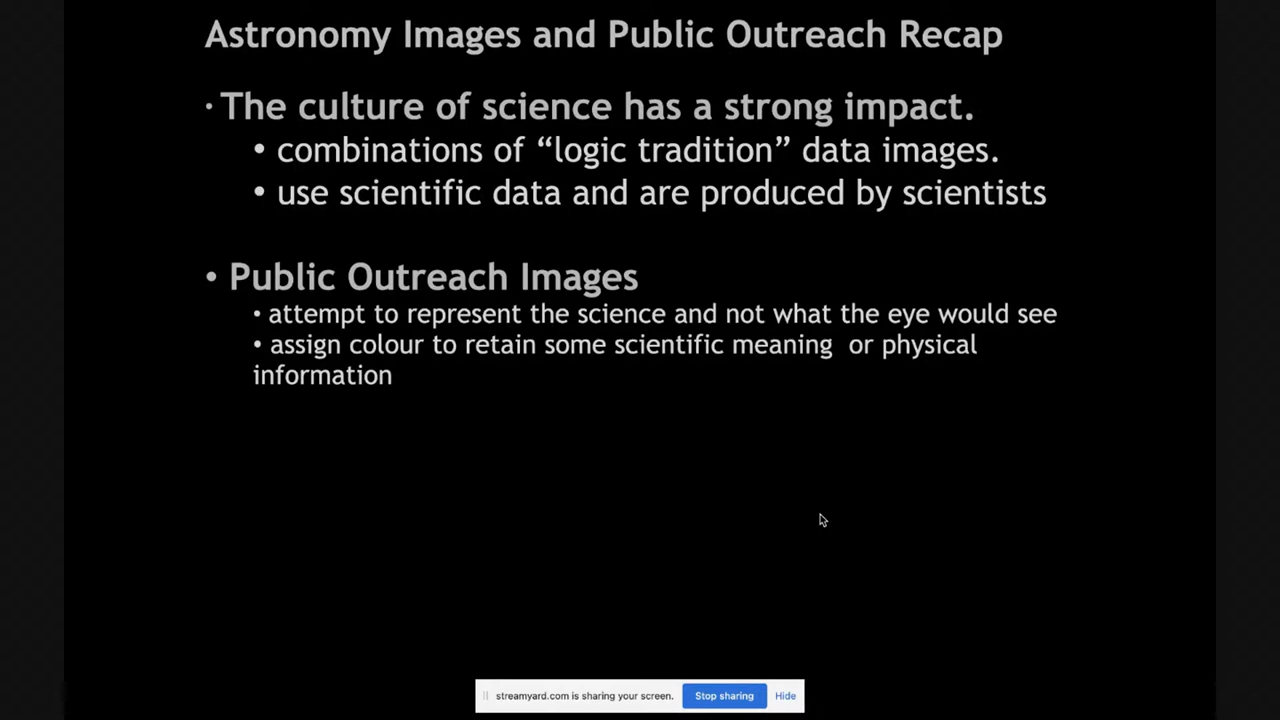 Astronomy Images and Public Outreach Recap
· The culture of science has a strong impact.
• combinations of “logic tradition” data images.
• use scientific data and are produced by scientists
• Public Outreach Images
• attempt to represent the science and not what the eye would see
• assign colour to retain some scientific meaning  or physical
information
streamyard.com is sharing your screen. Stop sharing Hide